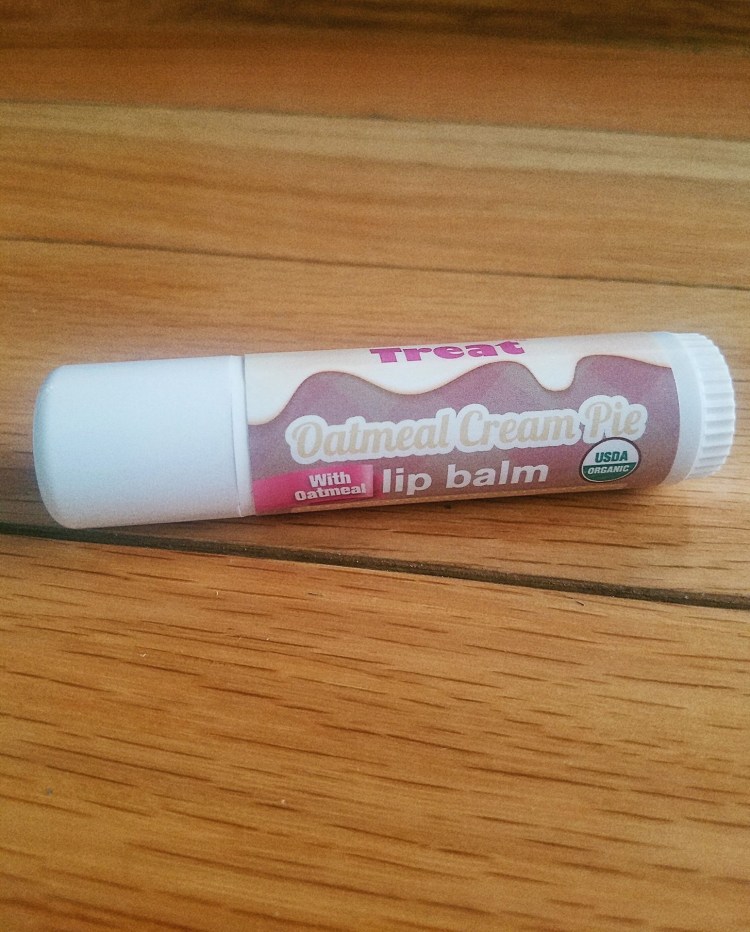 Treat
Oatmeal Cream Pie
With
Oatmeal
lip balm
USDA
ORGANIC